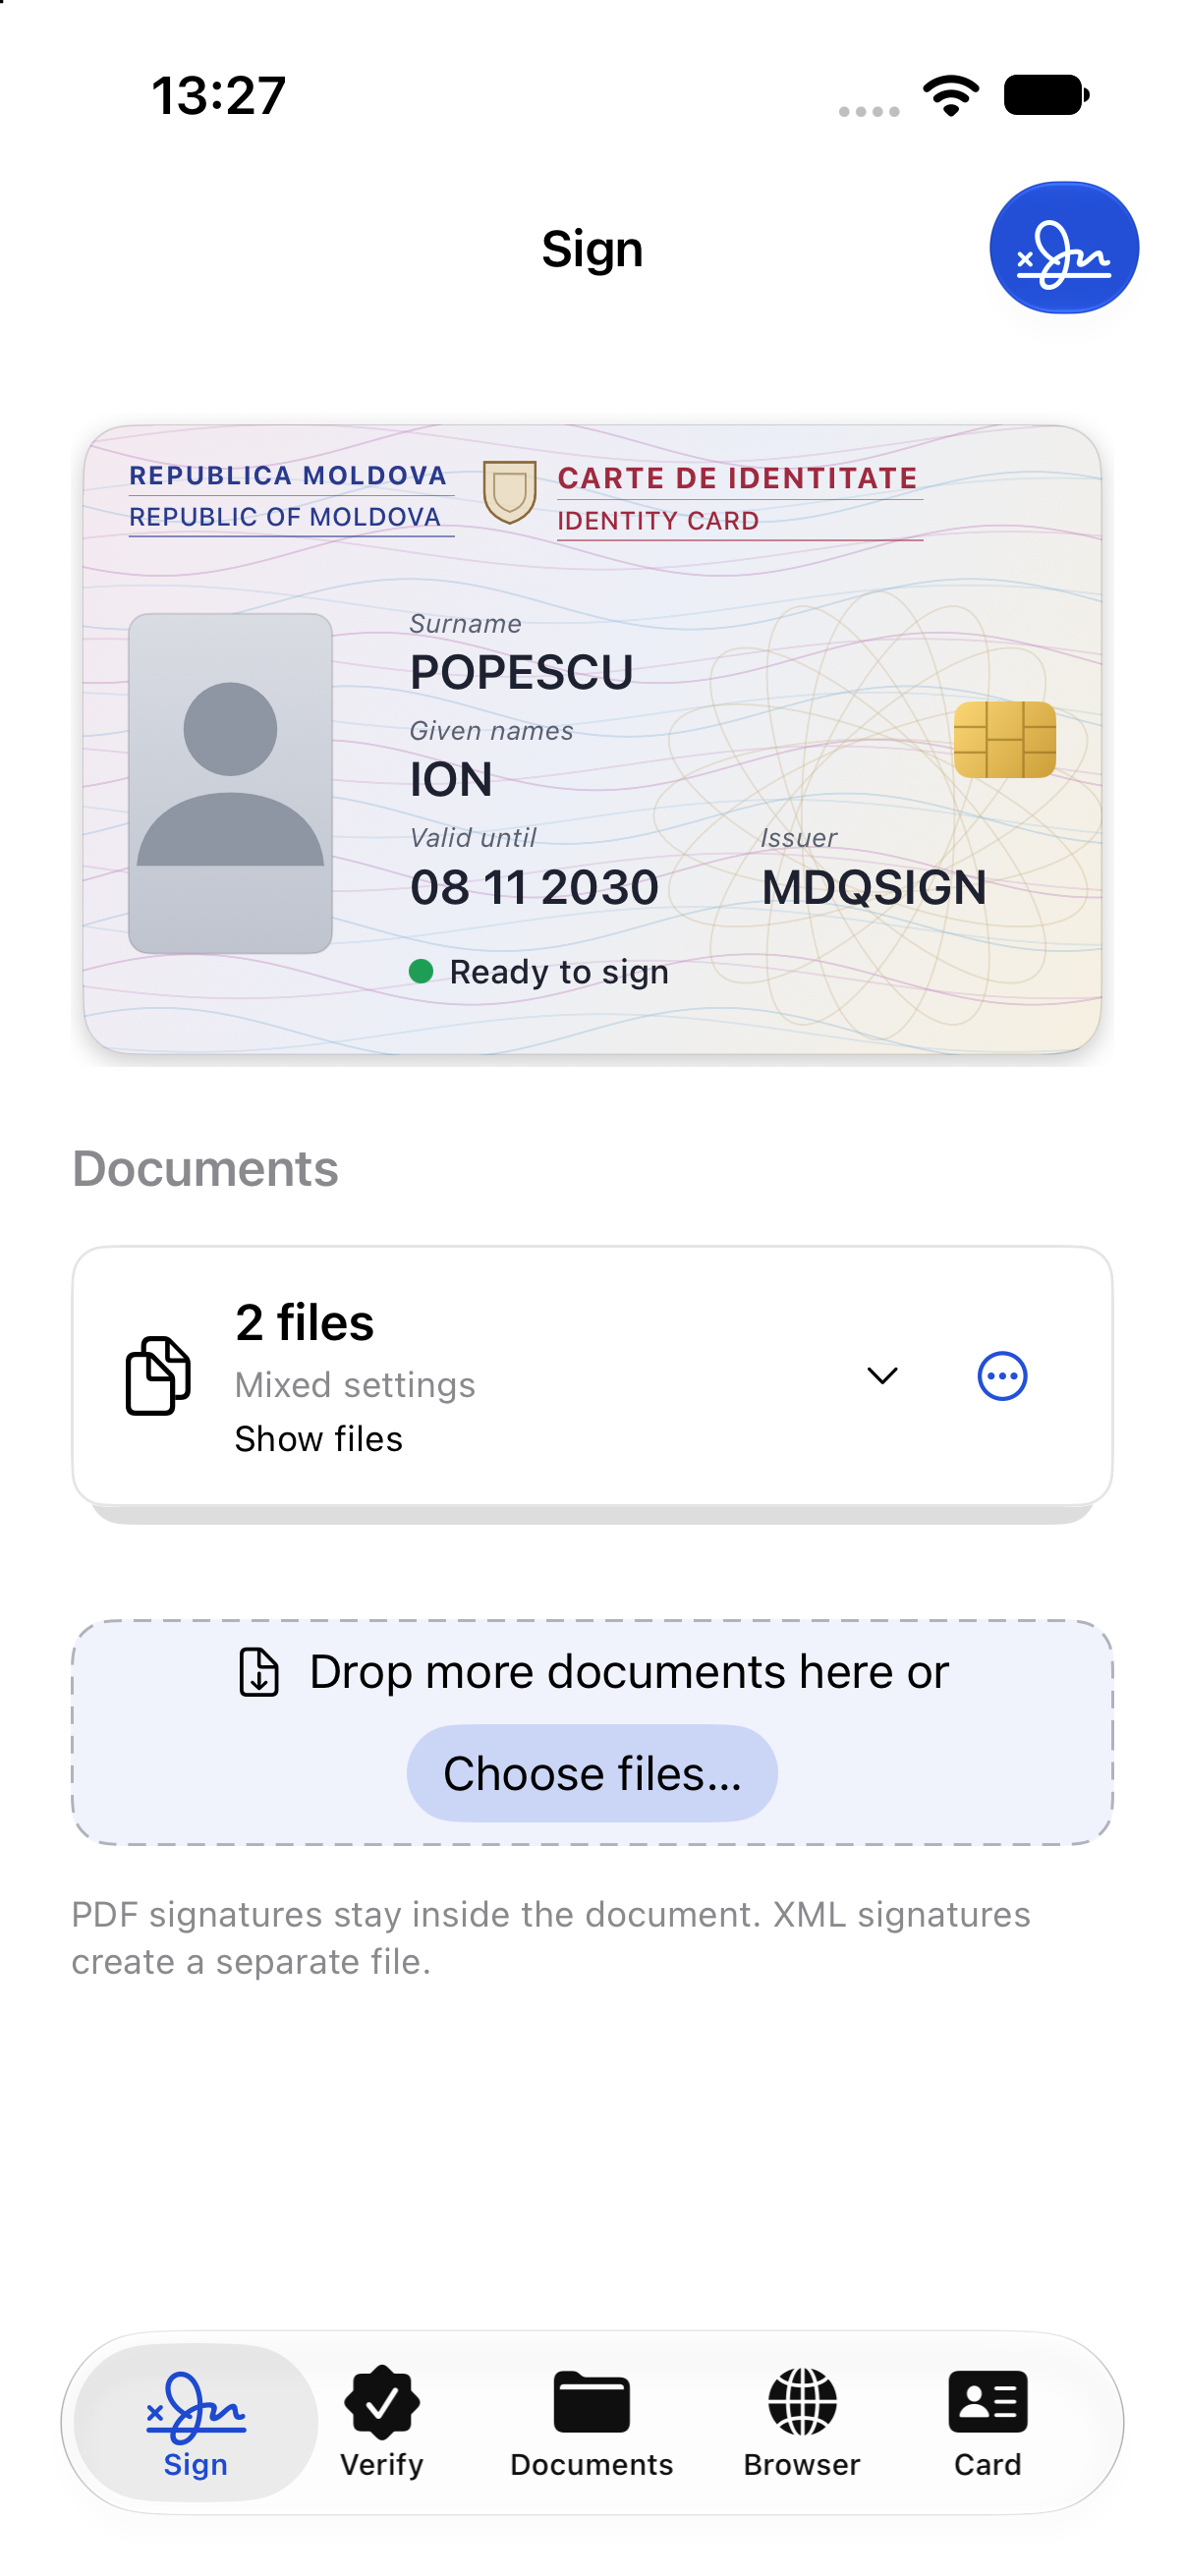 13:27
Sign
REPUBLICA MOLDOVA
REPUBLIC OF MOLDOVA
CARTE DE IDENTITATE
IDENTITY CARD
Surname
POPESCU
Given names
ION
Valid until
08 11 2030
Issuer
MDQSIGN
Ready to sign
Documents
2 files
Mixed settings
Show files
Drop more documents here or
Choose files...
PDF signatures stay inside the document. XML signatures
create a separate file.
Sign
Verify
Documents
Browser
Card